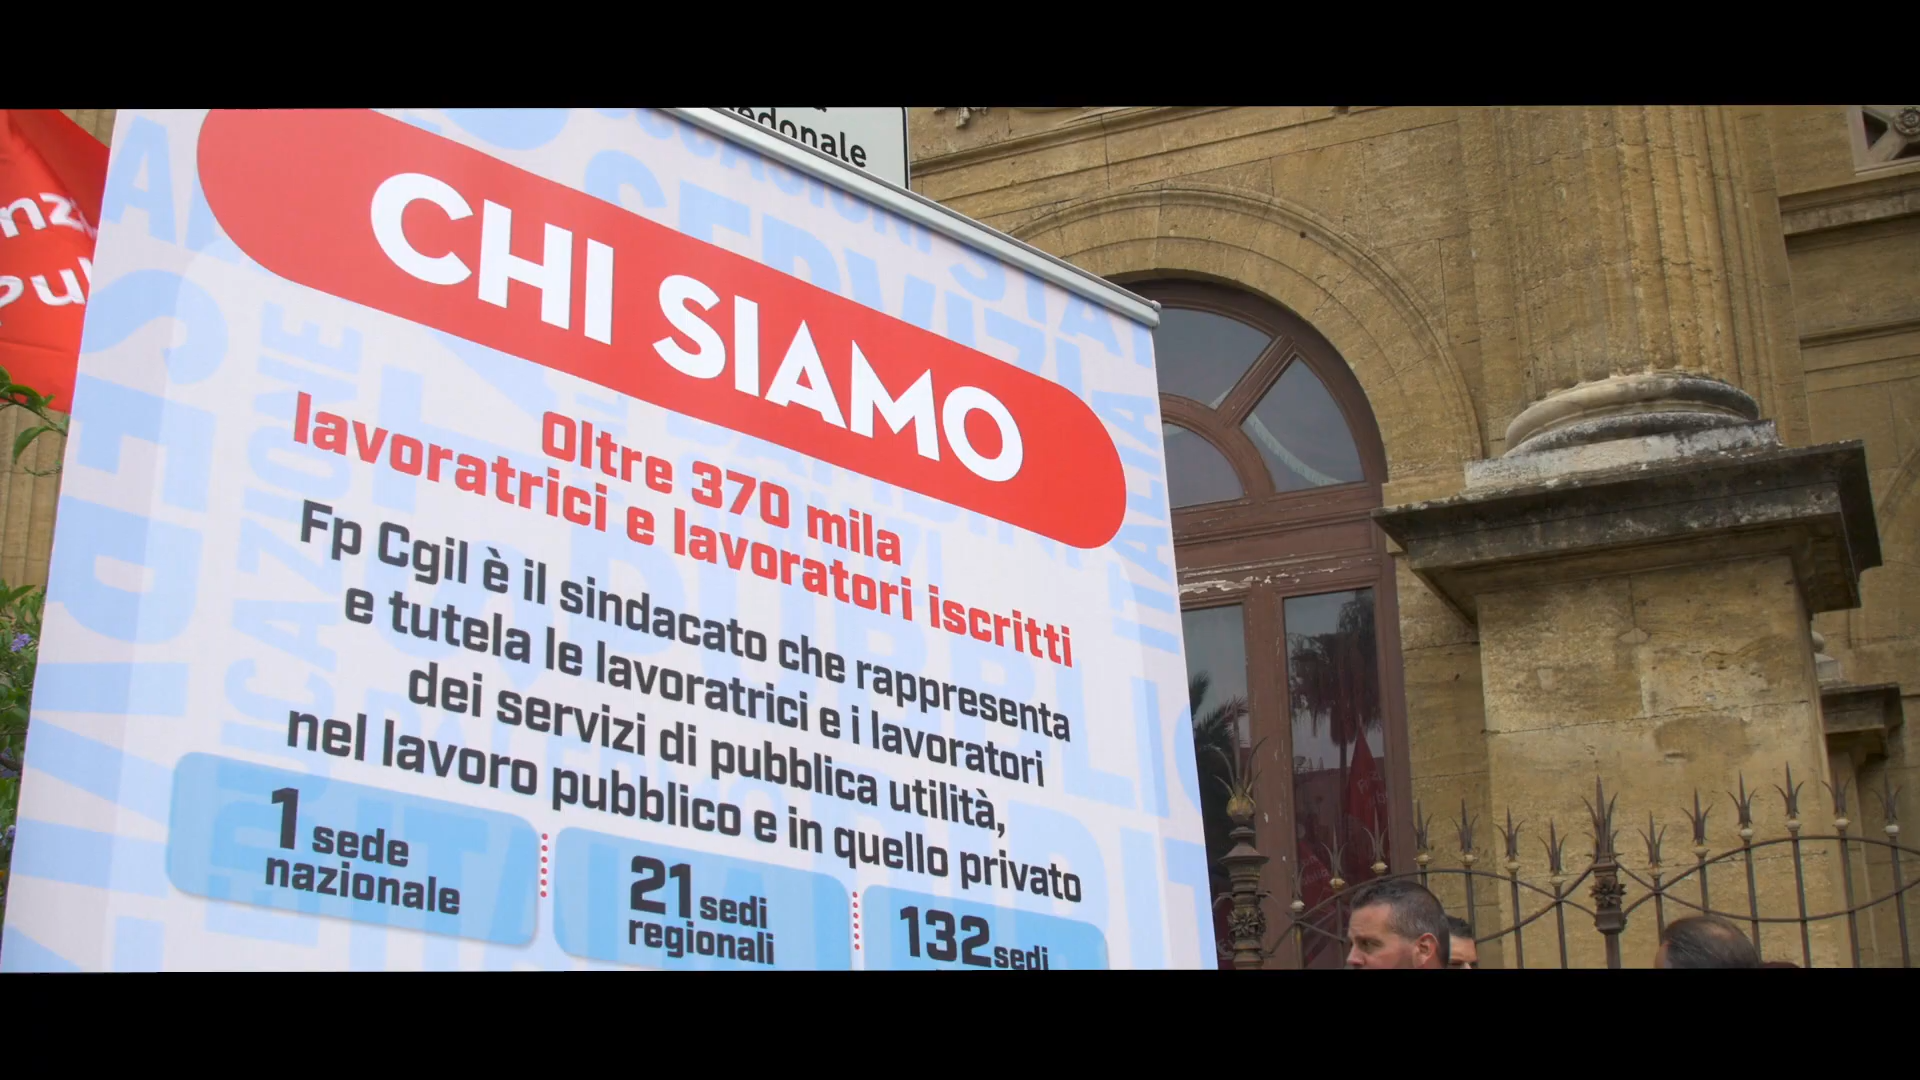 edonale
CHI SIAMO
Oltre 370 mila
lavoratrici e lavoratori iscritti
Fp Cgil è il sindacato che rappresenta
e tutela le lavoratrici e i lavoratori
dei servizi di pubblica utilità,
nel lavoro pubblico e in quello privato
1 sede
nazionale
21 sedi
regionali
132 sedi